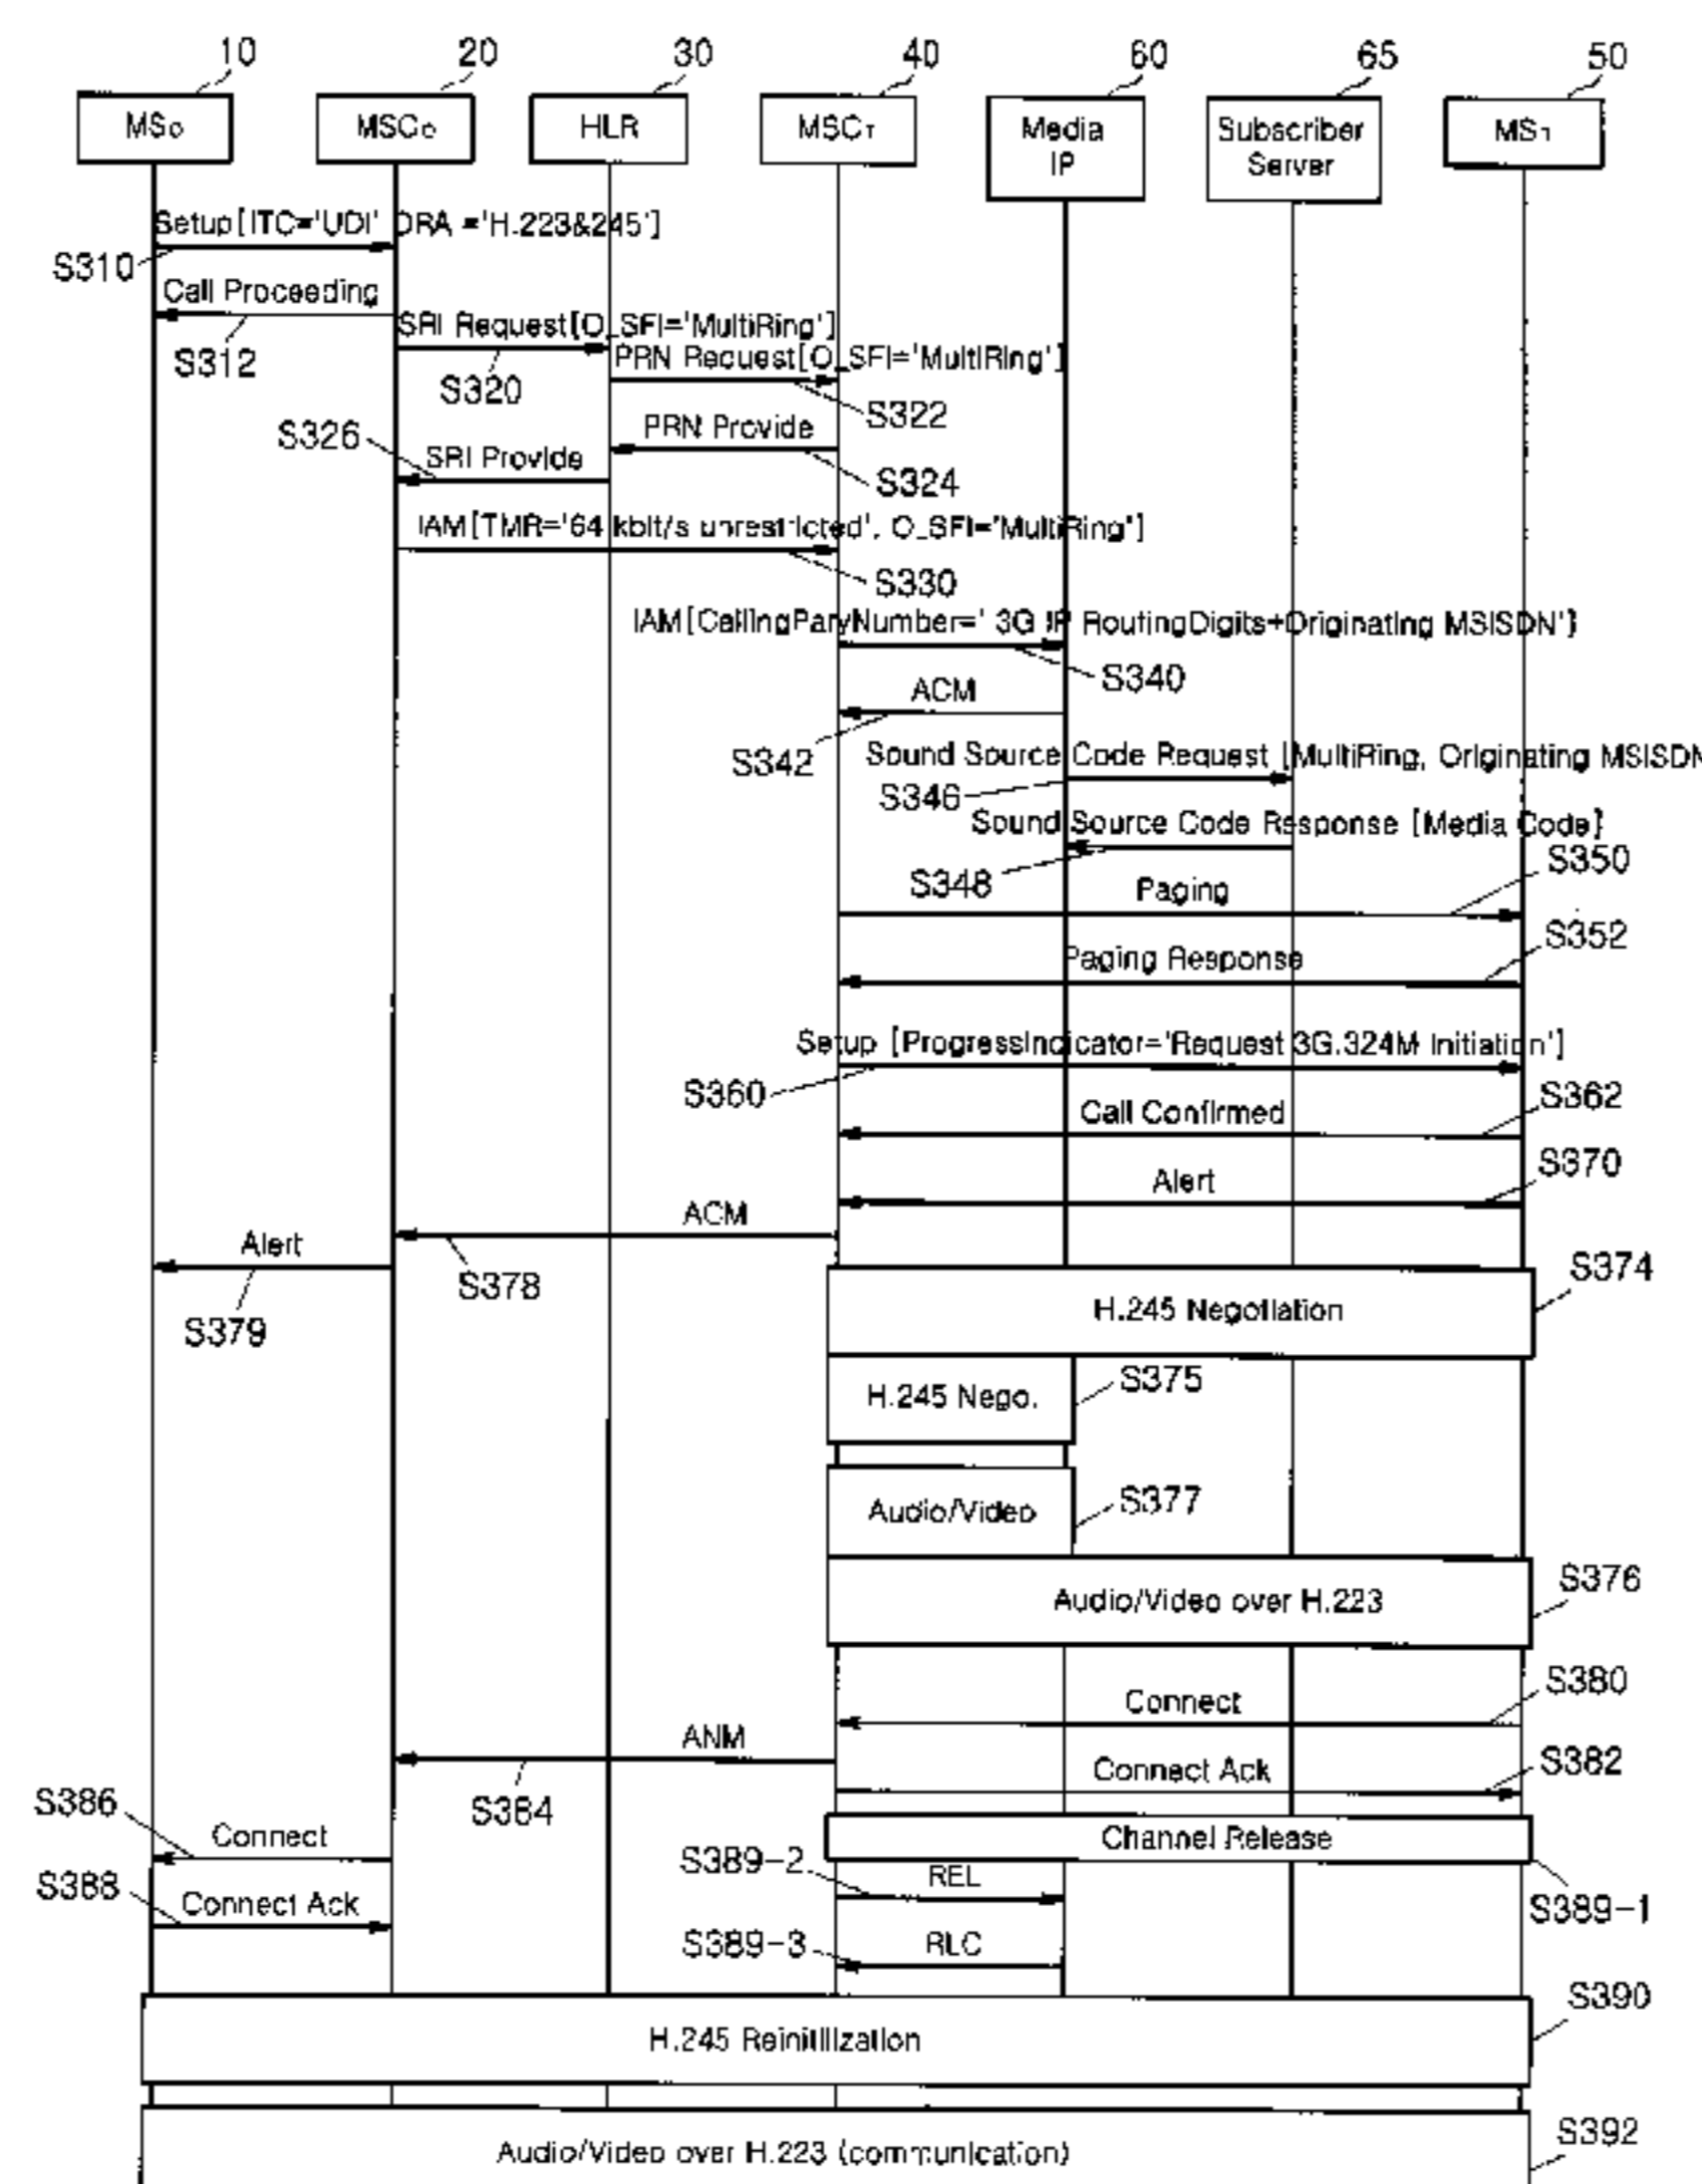 10
20
30
40
60
65
50
MSO
MSCO
HLR
MSCT
Media
IP
Subscriber
Server
MST
Setup[ITC='UDI' ORA ='H.223&245']
S310
Call Proceeding
S312
SRI Request[O_SFI='MultiRing']
S320
PRN Request[O_SFI='MultiRing']
S322
PRN Provide
S326
SRI Provide
S324
IAM[TMR='64 kbit/s unrestricted', O_SFI='MultiRing']
S330
IAM[CallingParyNumber=' 3G IP RoutingDigits+Originating MSISDN']
S340
ACM
S342
Sound Source Code Request [MultiRing, Originating MSISDN
S346
Sound Source Code Response [Media Code]
S348
S350
Paging
S352
Paging Response
Setup [ProgressIndicator='Request 3G.324M Initiation']
S360
S362
Call Confirmed
S370
Alert
ACM
S378
Alert
S379
S374
H.245 Negotiation
S375
H.245 Nego.
S377
Audio/Video
S376
Audio/Video over H.223
S380
Connect
ANM
S384
S382
Connect Ack
S386
Connect
Channel Release
S389-1
S388
Connect Ack
S389-2
REL
S389-3
RLC
S390
H.245 Reinitilization
S392
Audio/Video over H.223 (communication)